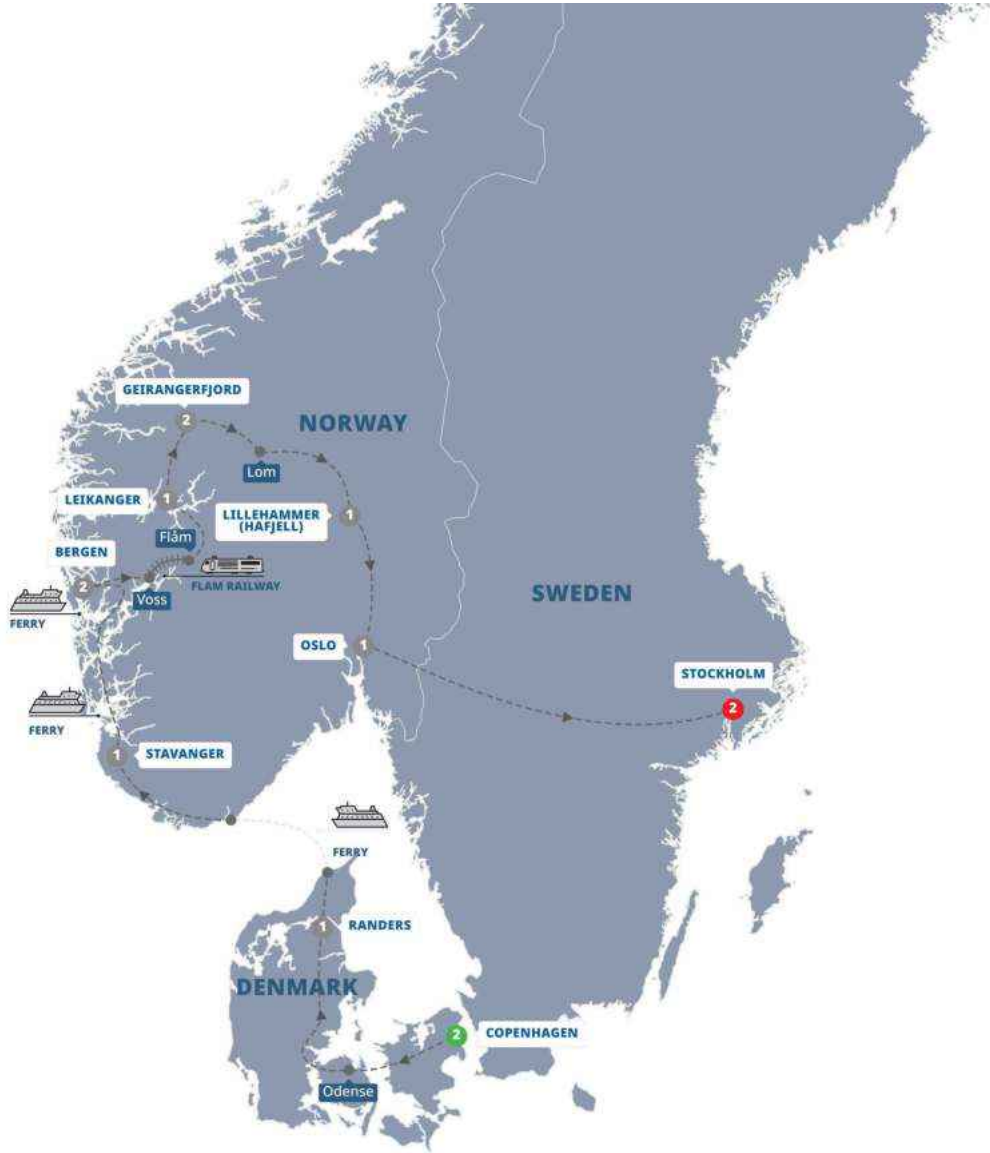 GEIRANGERFJORD
2
NORWAY
Lom
LEIKANGER
1
LILLEHAMMER
(HAFJELL)
1
Flåm
BERGEN
2
FLAM RAILWAY
Voss
SWEDEN
FERRY
OSLO
1
STOCKHOLM
2
FERRY
1
STAVANGER
FERRY
1
RANDERS
DENMARK
2
COPENHAGEN
Odense